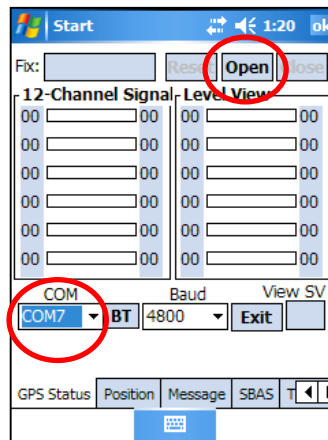 Start 1:20 ok
Fix: Reset Open Close
12-Channel Signal Level View
00 00 00 00
00 00 00 00
00 00 00 00
00 00 00 00
00 00 00 00
00 00 00 00
COM Baud View SV
COM7 BT 4800 Exit
GPS Status Position Message SBAS T